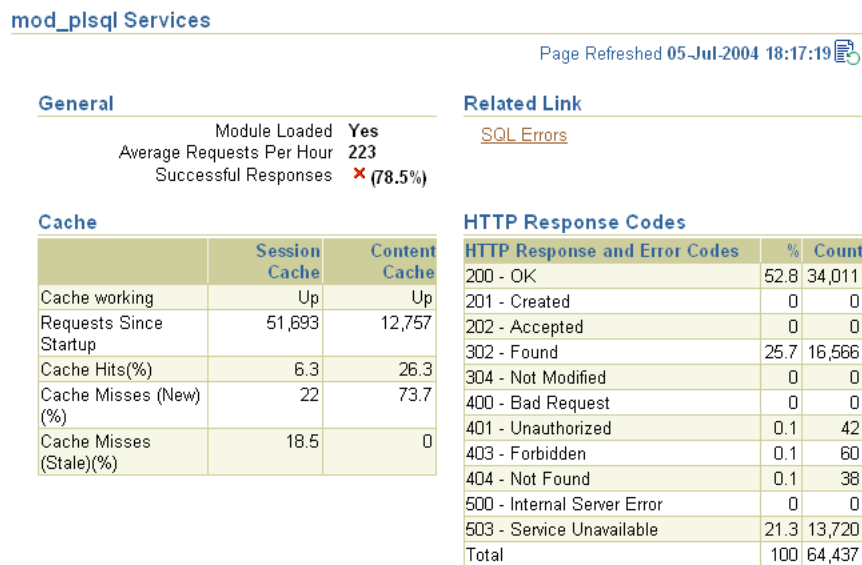 mod_plsql Services
Page Refreshed 05-Jul-2004 18:17:19
General
Module Loaded Yes
Average Requests Per Hour 223
Successful Responses (78.5%)
Related Link
SQL Errors
Cache
Session Cache Content Cache
Cache working Up Up
Requests Since Startup 51,693 12,757
Cache Hits(%) 6.3 26.3
Cache Misses (New) (%) 22 73.7
Cache Misses (Stale)(%) 18.5 0
HTTP Response Codes
HTTP Response and Error Codes % Count
200 - OK 52.8 34,011
201 - Created 0 0
202 - Accepted 0 0
302 - Found 25.7 16,566
304 - Not Modified 0 0
400 - Bad Request 0 0
401 - Unauthorized 0.1 42
403 - Forbidden 0.1 60
404 - Not Found 0.1 38
500 - Internal Server Error 0 0
503 - Service Unavailable 21.3 13,720
Total 100 64,437